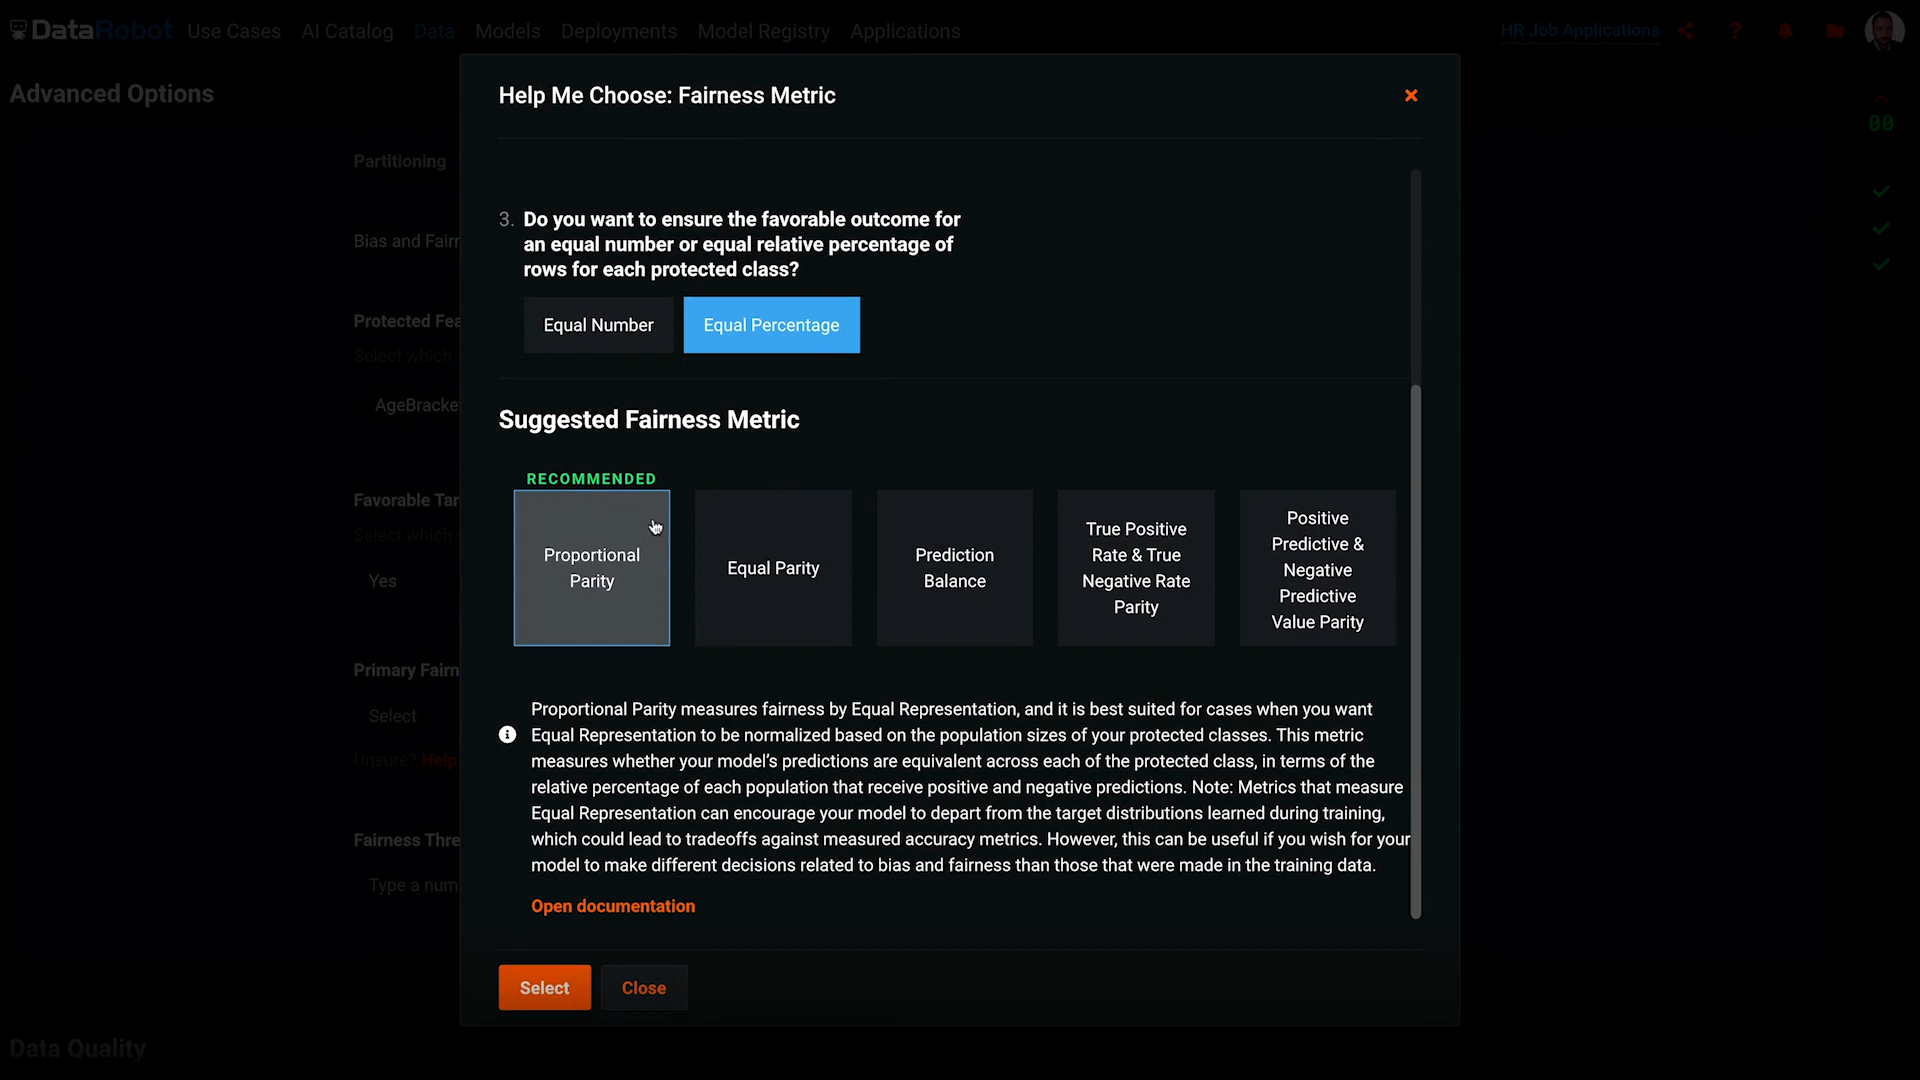 DataRobot Use Cases AI Catalog Data Models Deployments Model Registry Applications HR Job Applications ?
Advanced Options
Help Me Choose: Fairness Metric
00
Partitioning
3. Do you want to ensure the favorable outcome for
an equal number or equal relative percentage of
rows for each protected class?
Bias and Fairn
Protected Fea
Select which
Equal Number Equal Percentage
AgeBracke
Suggested Fairness Metric
RECOMMENDED
Favorable Tar
Select which
Yes
Proportional
Parity
Equal Parity
Prediction
Balance
True Positive
Rate & True
Negative Rate
Parity
Positive
Predictive &
Negative
Predictive
Value Parity
Primary Fairn
Select
Unsure? Help
Proportional Parity measures fairness by Equal Representation, and it is best suited for cases when you want
Equal Representation to be normalized based on the population sizes of your protected classes. This metric
measures whether your model's predictions are equivalent across each of the protected class, in terms of the
relative percentage of each population that receive positive and negative predictions. Note: Metrics that measure
Equal Representation can encourage your model to depart from the target distributions learned during training,
which could lead to tradeoffs against measured accuracy metrics. However, this can be useful if you wish for your
model to make different decisions related to bias and fairness than those that were made in the training data.
Fairness Thre
Type a num
Open documentation
Select Close
Data Quality